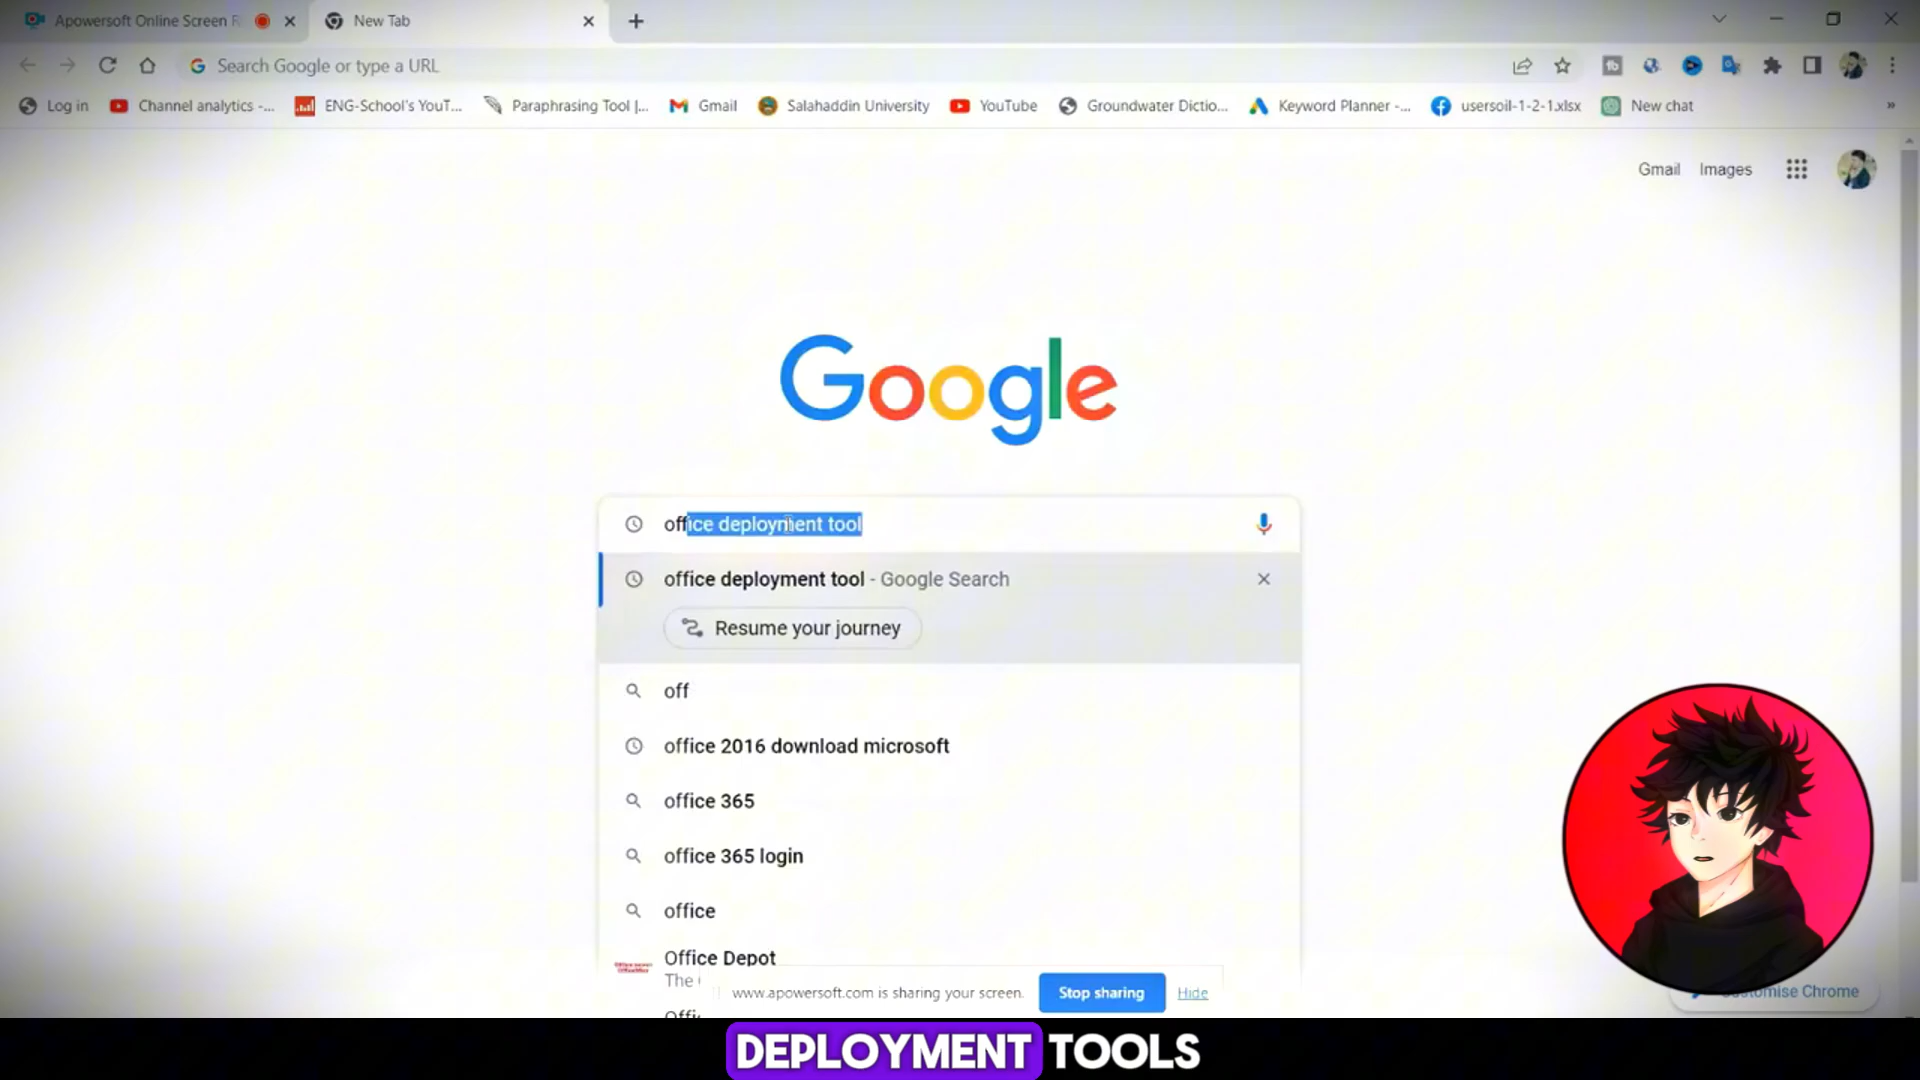 Apowersoft Online Screen R
New Tab
Search Google or type a URL
Log in
Channel analytics -...
ENG-School's YouT...
Paraphrasing Tool |...
Gmail
Salahaddin University
YouTube
Groundwater Dictio...
Keyword Planner -...
usersoil-1-2-1.xlsx
New chat
»
Gmail Images
Google
office deployment tool
office deployment tool - Google Search
Resume your journey
off
office 2016 download microsoft
office 365
office 365 login
office
Office Depot
The
www.apowersoft.com is sharing your screen.
Stop sharing
Hide
Customise Chrome
DEPLOYMENT TOOLS